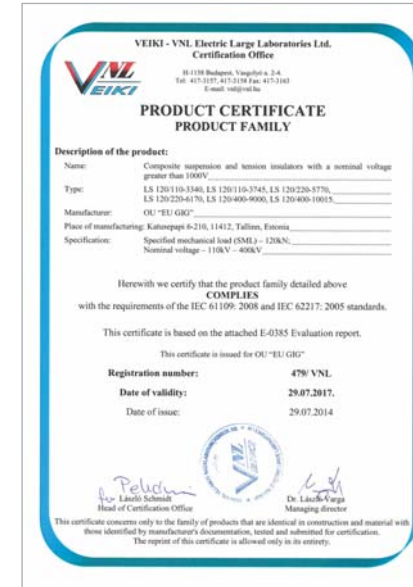 VEIKI - VNL Electric Large Laboratories Ltd.
Certification Office
VNL
VEIKI
H-1158 Budapest, Vasgolyó u. 2-4.
Tel: 417-3157, 417-3158 Fax: 417-3163
E-mail: vnl@vnl.hu
PRODUCT CERTIFICATE
PRODUCT FAMILY
Description of the product:
Name: Composite suspension and tension insulators with a nominal voltage
greater than 1000V
Type: LS 120/110-3340, LS 120/110-3745, LS 120/220-5770,
LS 120/220-6170, LS 120/400-9000, LS 120/400-10015.
Manufacturer: OU "EU GIG"
Place of manufacturing: Katusepapi 6-210, 11412, Tallinn, Estonia
Specification: Specified mechanical load (SML) – 120kN;
Nominal voltage – 110kV – 400kV
Herewith we certify that the product family detailed above
COMPLIES
with the requirements of the IEC 61109: 2008 and IEC 62217: 2005 standards.
This certificate is based on the attached E-0385 Evaluation report.
This certificate is issued for OU "EU GIG"
Registration number: 479/ VNL
Date of validity: 29.07.2017.
Date of issue: 29.07.2014
VNL
VEIKI
László Schmidt
Head of Certification Office
Dr. László Varga
Managing director
This certificate concerns only to the family of products that are identical in construction and material with
those identified by manufacturer's documentation, tested and submitted for certification.
The reprint of this certificate is allowed only in its entirety.